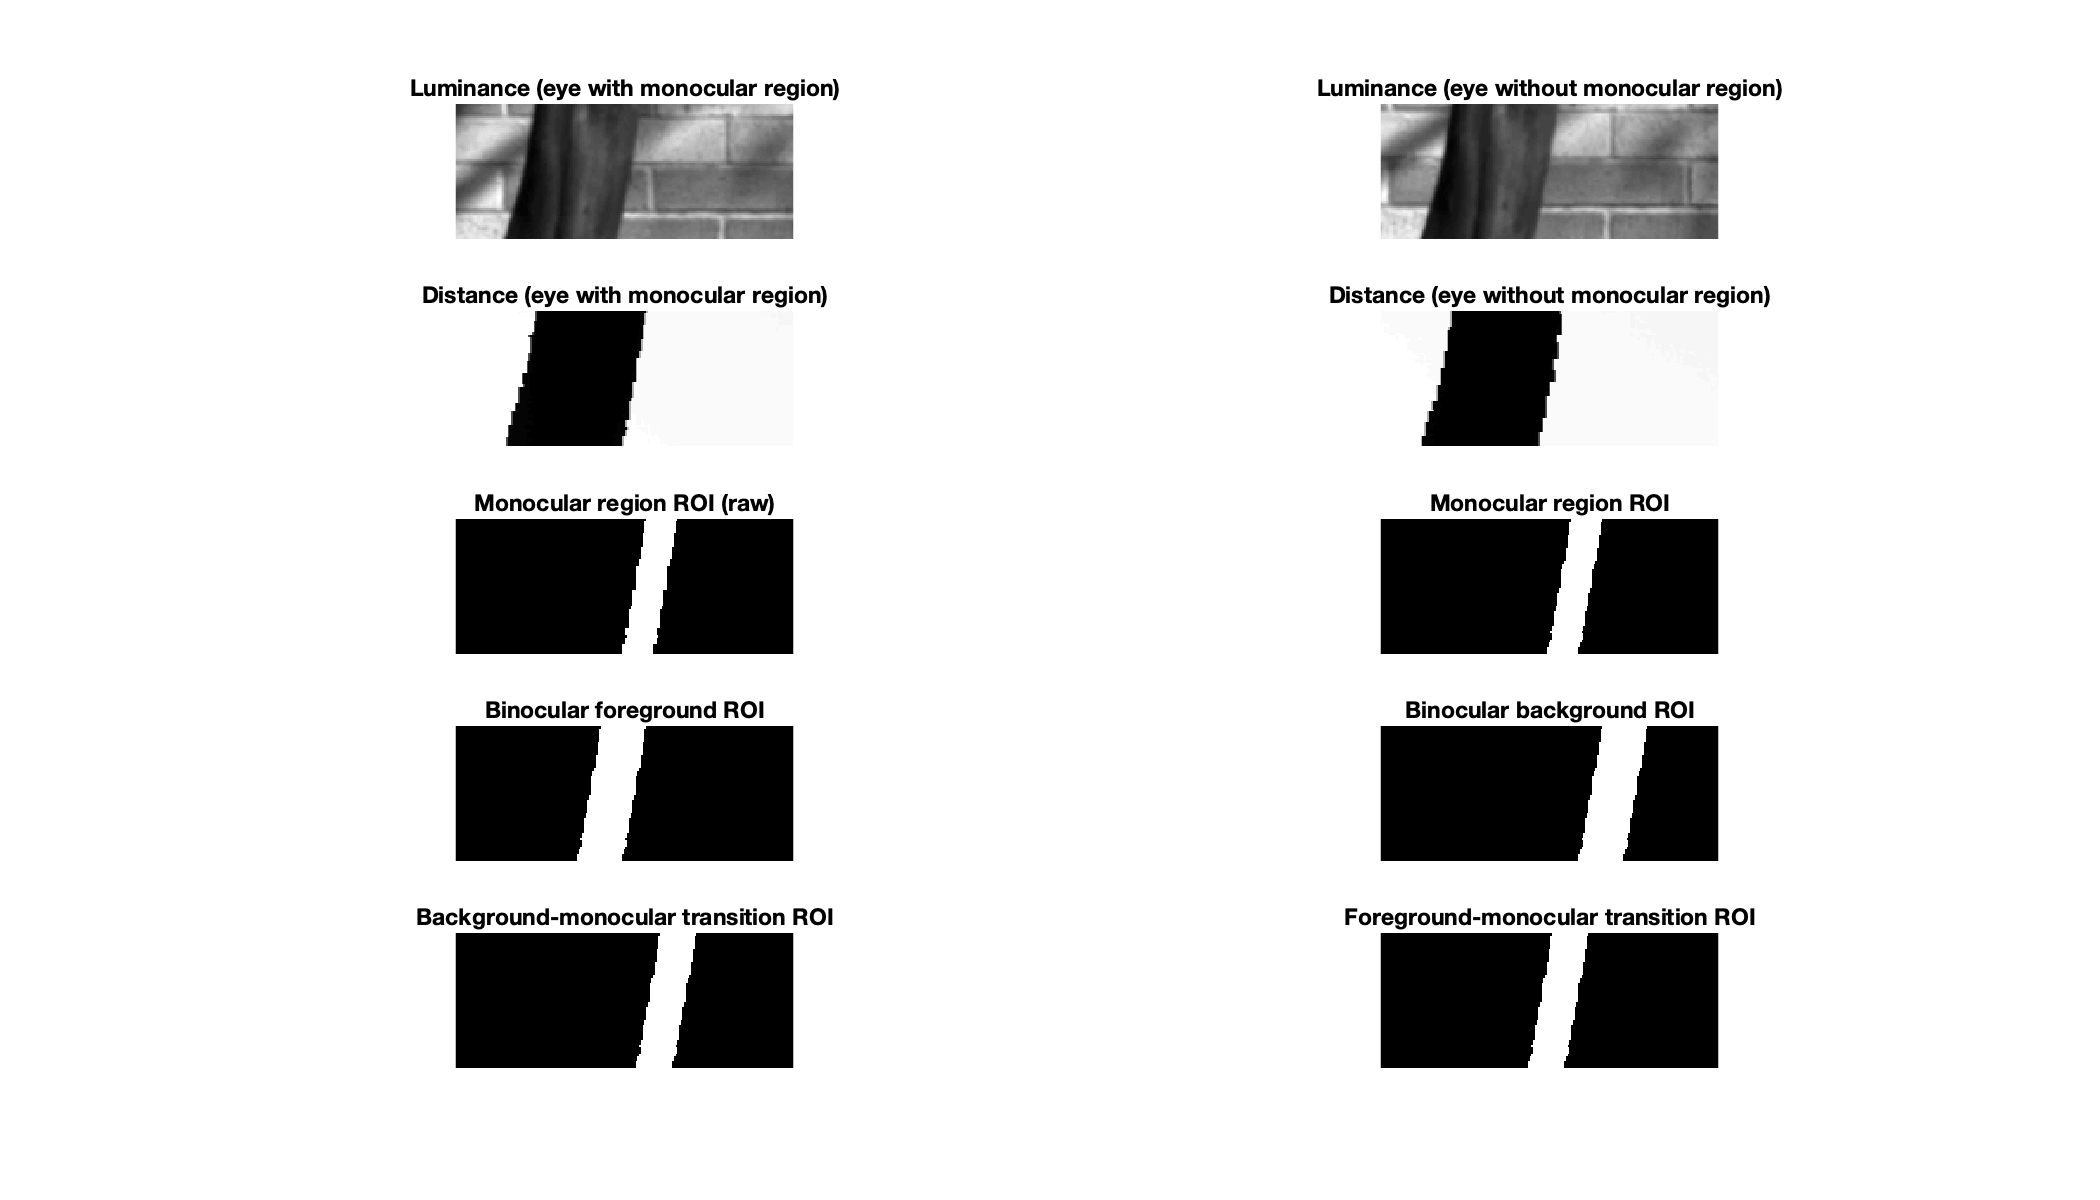 Luminance (eye with monocular region)
Luminance (eye without monocular region)
Distance (eye with monocular region)
Distance (eye without monocular region)
Monocular region ROI (raw)
Monocular region ROI
Binocular foreground ROI
Binocular background ROI
Background-monocular transition ROI
Foreground-monocular transition ROI